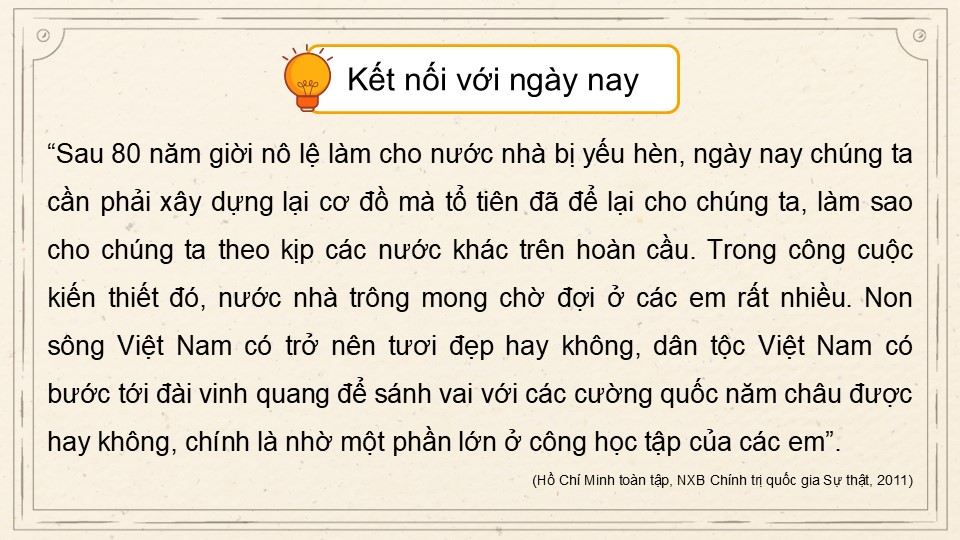 Kết nối với ngày nay
“Sau 80 năm giời nô lệ làm cho nước nhà bị yếu hèn, ngày nay chúng ta
cần phải xây dựng lại cơ đồ mà tổ tiên đã để lại cho chúng ta, làm sao
cho chúng ta theo kịp các nước khác trên hoàn cầu. Trong công cuộc
kiến thiết đó, nước nhà trông mong chờ đợi ở các em rất nhiều. Non
sông Việt Nam có trở nên tươi đẹp hay không, dân tộc Việt Nam có
bước tới đài vinh quang để sánh vai với các cường quốc năm châu được
hay không, chính là nhờ một phần lớn ở công học tập của các em”.
(Hồ Chí Minh toàn tập, NXB Chính trị quốc gia Sự thật, 2011)